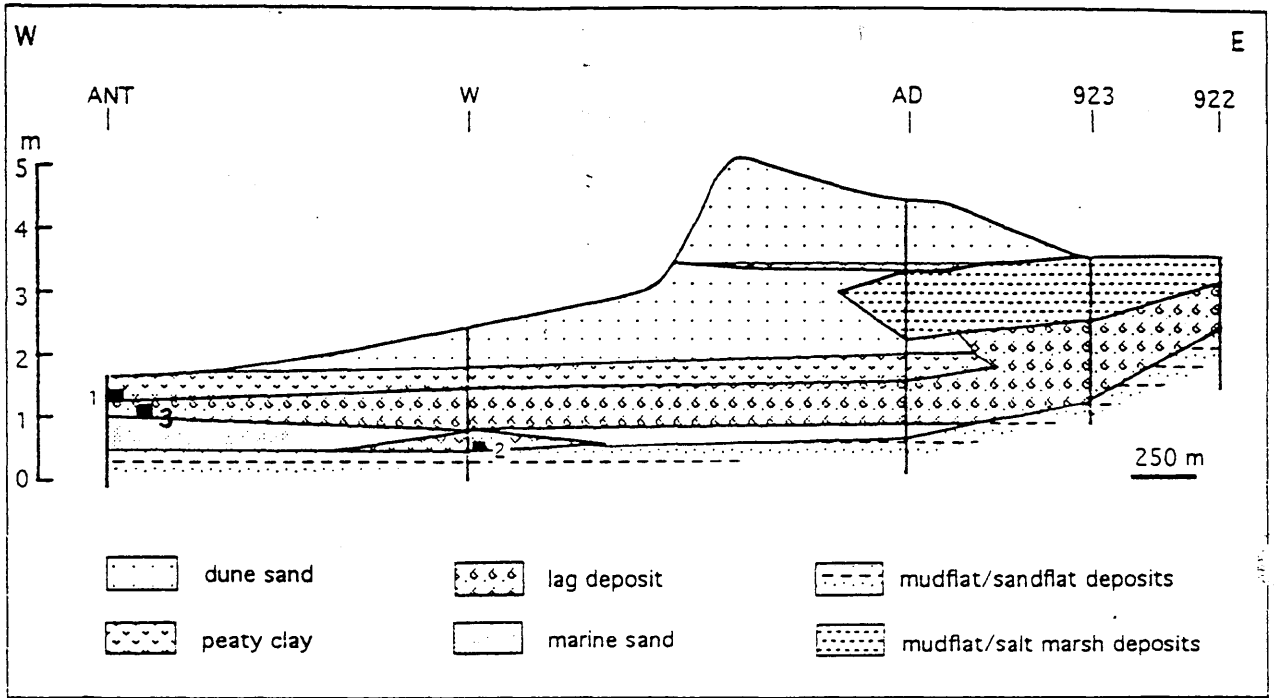 W E
ANT W AD 923 922
m
5
4
3
2
1
0
1
3
2
250 m
dune sand lag deposit mudflat/sandflat deposits
peaty clay marine sand mudflat/salt marsh deposits